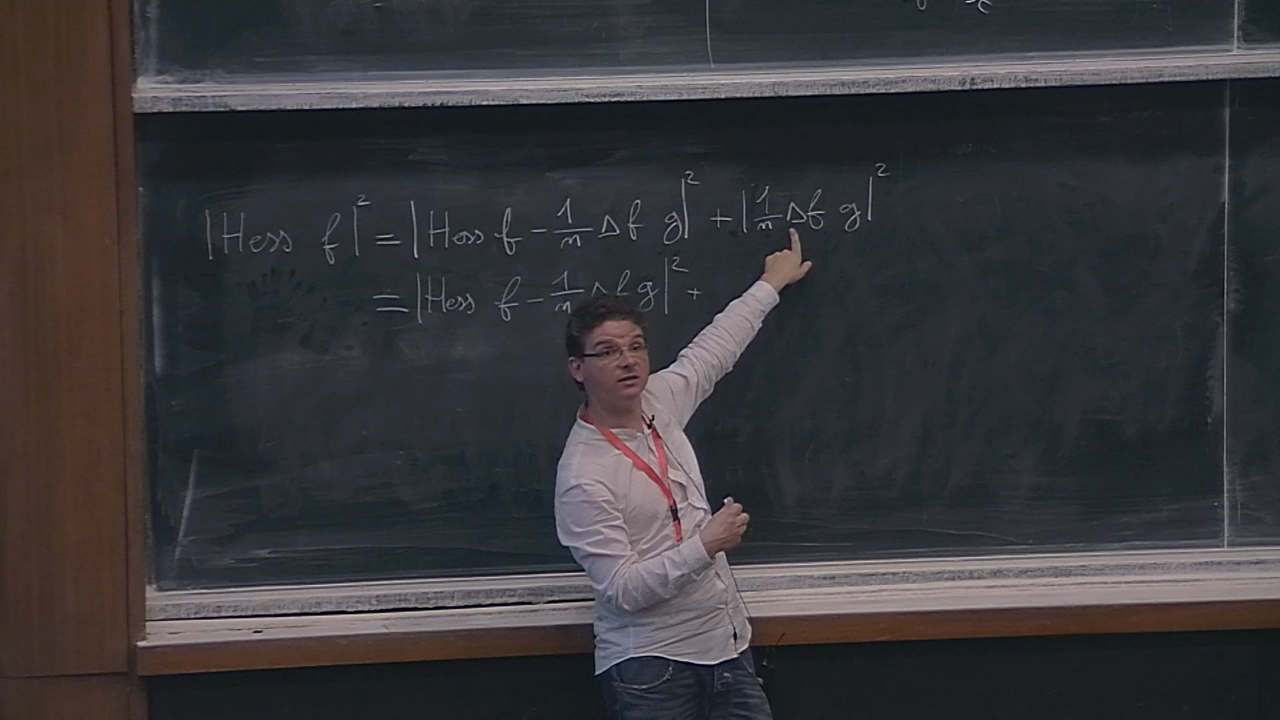 |Hess f|² = |Hess f - 1/n Δf g|² + |1/n Δf g|²
= |Hess f - 1/n Δf g|² +